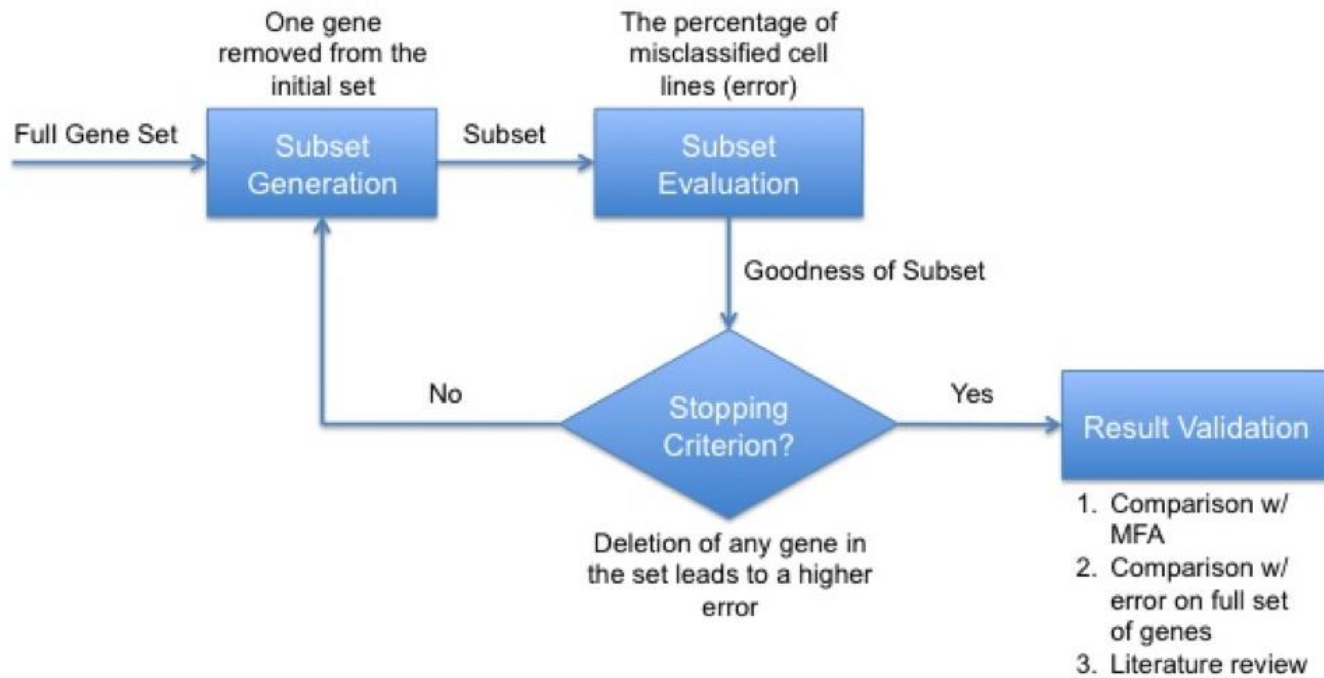 One gene
removed from the
initial set
The percentage of
misclassified cell
lines (error)
Full Gene Set
Subset
Generation
Subset
Subset
Evaluation
Goodness of Subset
No
Stopping
Criterion?
Yes
Result Validation
Deletion of any gene in
the set leads to a higher
error
1. Comparison w/
MFA
2. Comparison w/
error on full set
of genes
3. Literature review